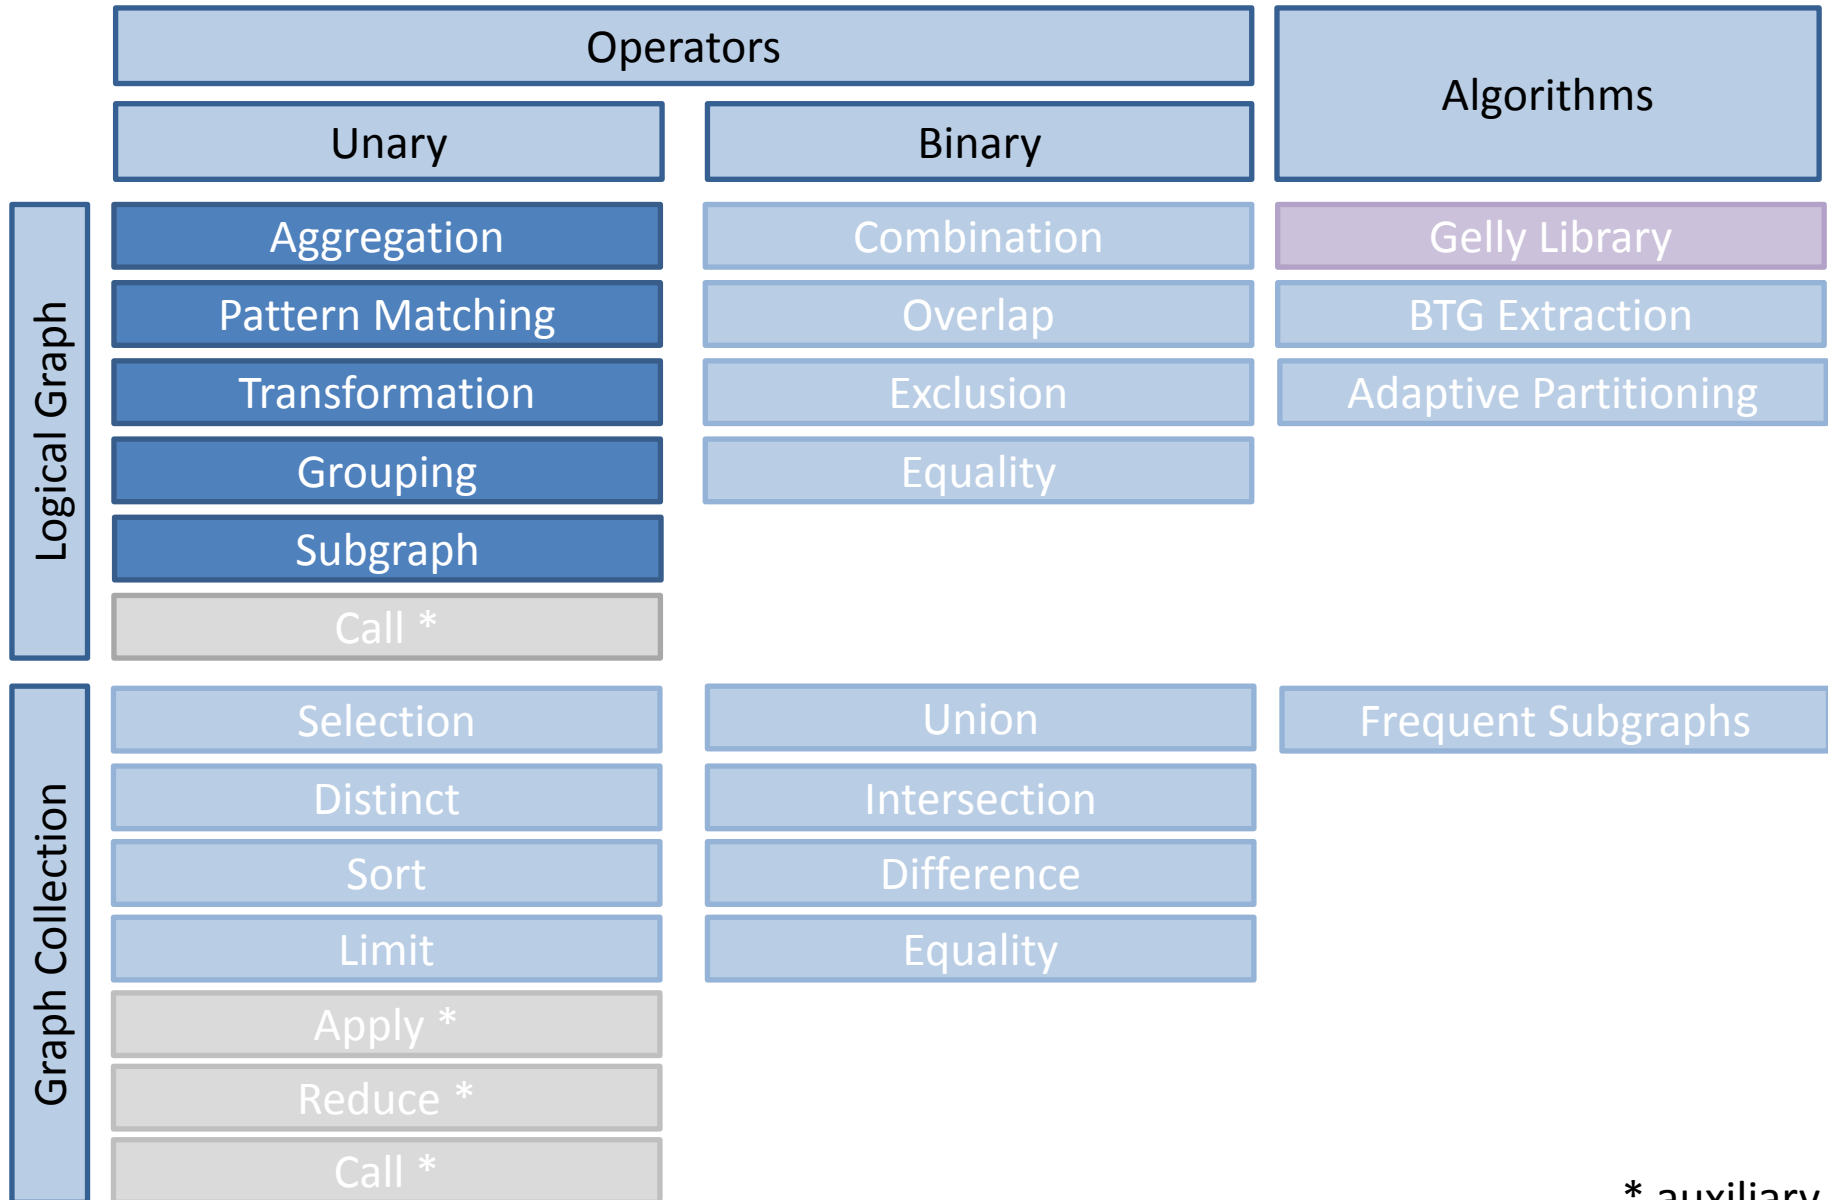 Operators
Algorithms
Unary
Binary
Logical Graph
Aggregation
Combination
Gelly Library
Pattern Matching
Overlap
BTG Extraction
Transformation
Exclusion
Adaptive Partitioning
Grouping
Equality
Subgraph
Call *
Graph Collection
Selection
Union
Frequent Subgraphs
Distinct
Intersection
Sort
Difference
Limit
Equality
Apply *
Reduce *
Call *
* auxiliary